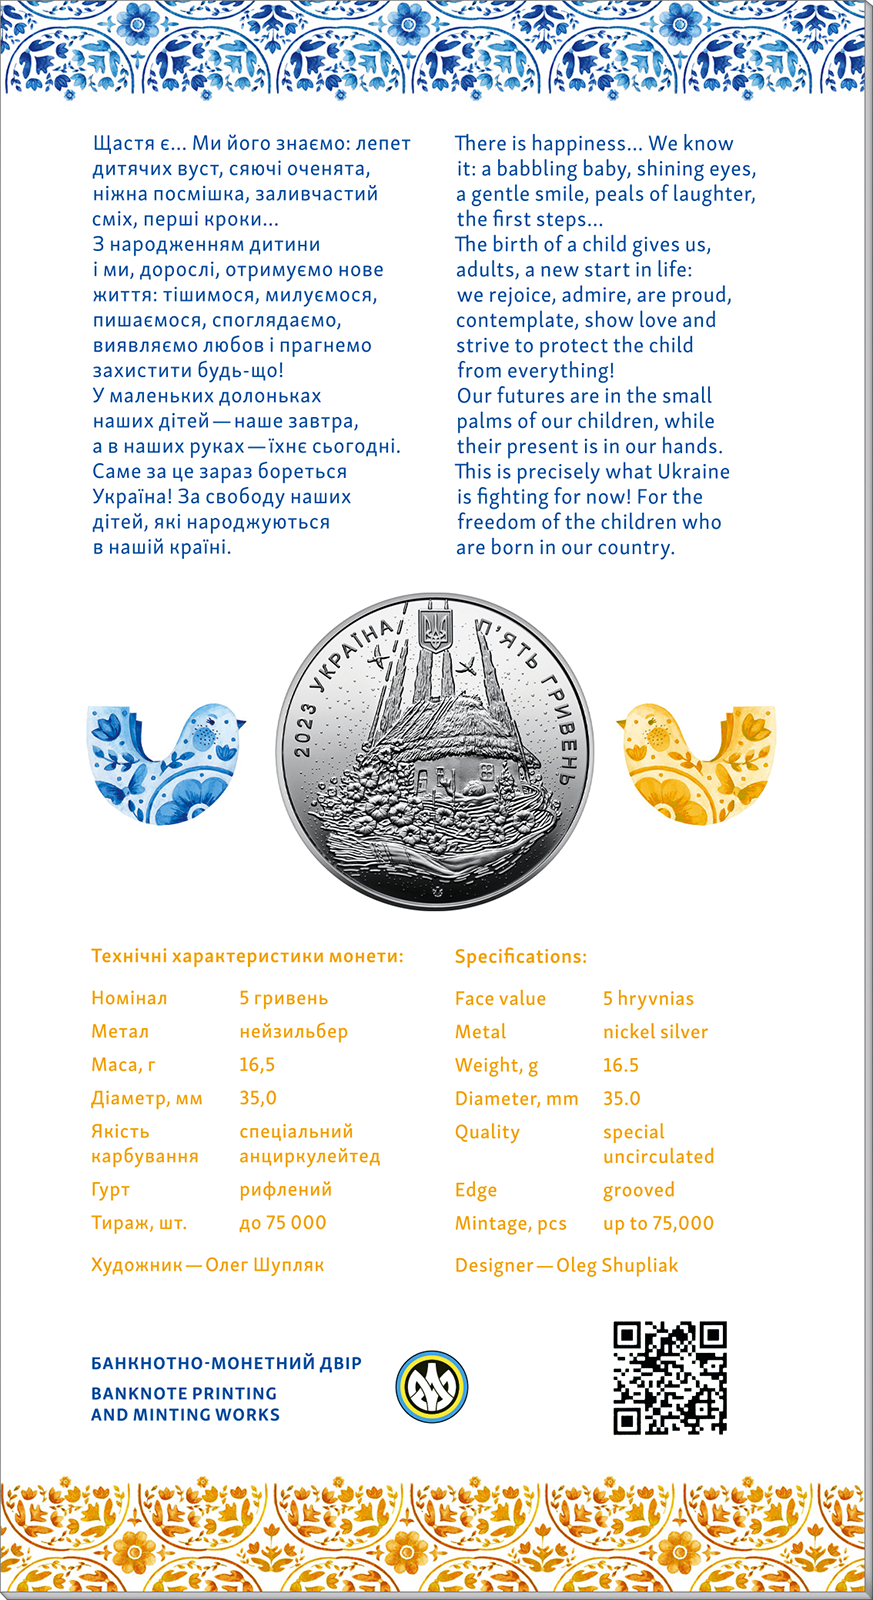 Щастя є... Ми його знаємо: лепет
дитячих вуст, сяючі оченята,
ніжна посмішка, заливчастий
сміх, перші кроки...
З народженням дитини
і ми, дорослі, отримуємо нове
життя: тішимося, милуємося,
пишаємося, споглядаємо,
виявляємо любов і прагнемо
захистити будь-що!
У маленьких долоньках
наших дітей — наше завтра,
а в наших руках — їхнє сьогодні.
Саме за це зараз бореться
Україна! За свободу наших
дітей, які народжуються
в нашій країні.
There is happiness... We know
it: a babbling baby, shining eyes,
a gentle smile, peals of laughter,
the first steps...
The birth of a child gives us,
adults, a new start in life:
we rejoice, admire, are proud,
contemplate, show love and
strive to protect the child
from everything!
Our futures are in the small
palms of our children, while
their present is in our hands.
This is precisely what Ukraine
is fighting for now! For the
freedom of the children who
are born in our country.
2023 УКРАЇНА П'ЯТЬ ГРИВЕНЬ
Технічні характеристики монети:
Номінал 5 гривень
Метал нейзильбер
Маса, г 16,5
Діаметр, мм 35,0
Якість спеціальний
карбування анциркулейтед
Гурт рифлений
Тираж, шт. до 75 000
Художник — Олег Шупляк
Specifications:
Face value 5 hryvnias
Metal nickel silver
Weight, g 16.5
Diameter, mm 35.0
Quality special
uncirculated
Edge grooved
Mintage, pcs up to 75,000
Designer — Oleg Shupliak
БАНКНОТНО-МОНЕТНИЙ ДВІР
BANKNOTE PRINTING
AND MINTING WORKS